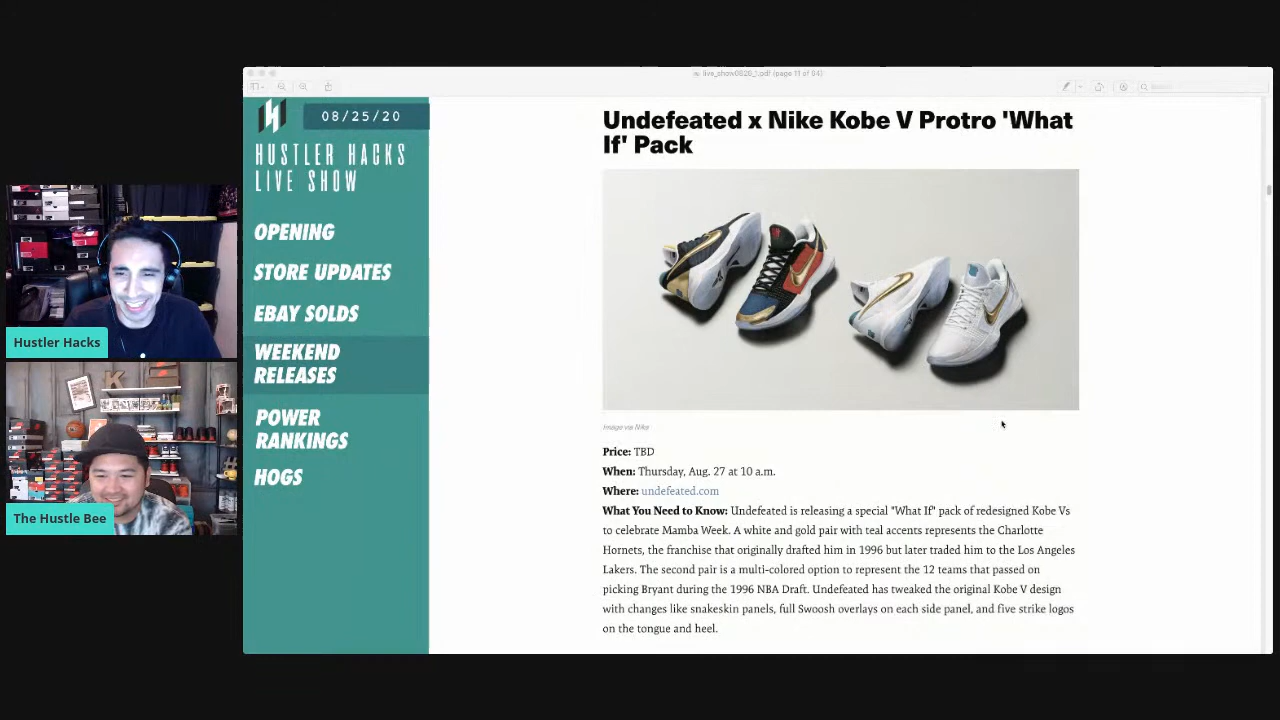 live_show0820_1.pdf (page 11 of 94)
08/25/20
HUSTLER HACKS
LIVE SHOW
OPENING
STORE UPDATES
EBAY SOLDS
WEEKEND
RELEASES
POWER
RANKINGS
HOGS
Hustler Hacks
The Hustle Bee
Undefeated x Nike Kobe V Protro 'What
If' Pack
Image via Nike
Price: TBD
When: Thursday, Aug. 27 at 10 a.m.
Where: undefeated.com
What You Need to Know: Undefeated is releasing a special "What If" pack of redesigned Kobe Vs
to celebrate Mamba Week. A white and gold pair with teal accents represents the Charlotte
Hornets, the franchise that originally drafted him in 1996 but later traded him to the Los Angeles
Lakers. The second pair is a multi-colored option to represent the 12 teams that passed on
picking Bryant during the 1996 NBA Draft. Undefeated has tweaked the original Kobe V design
with changes like snakeskin panels, full Swoosh overlays on each side panel, and five strike logos
on the tongue and heel.